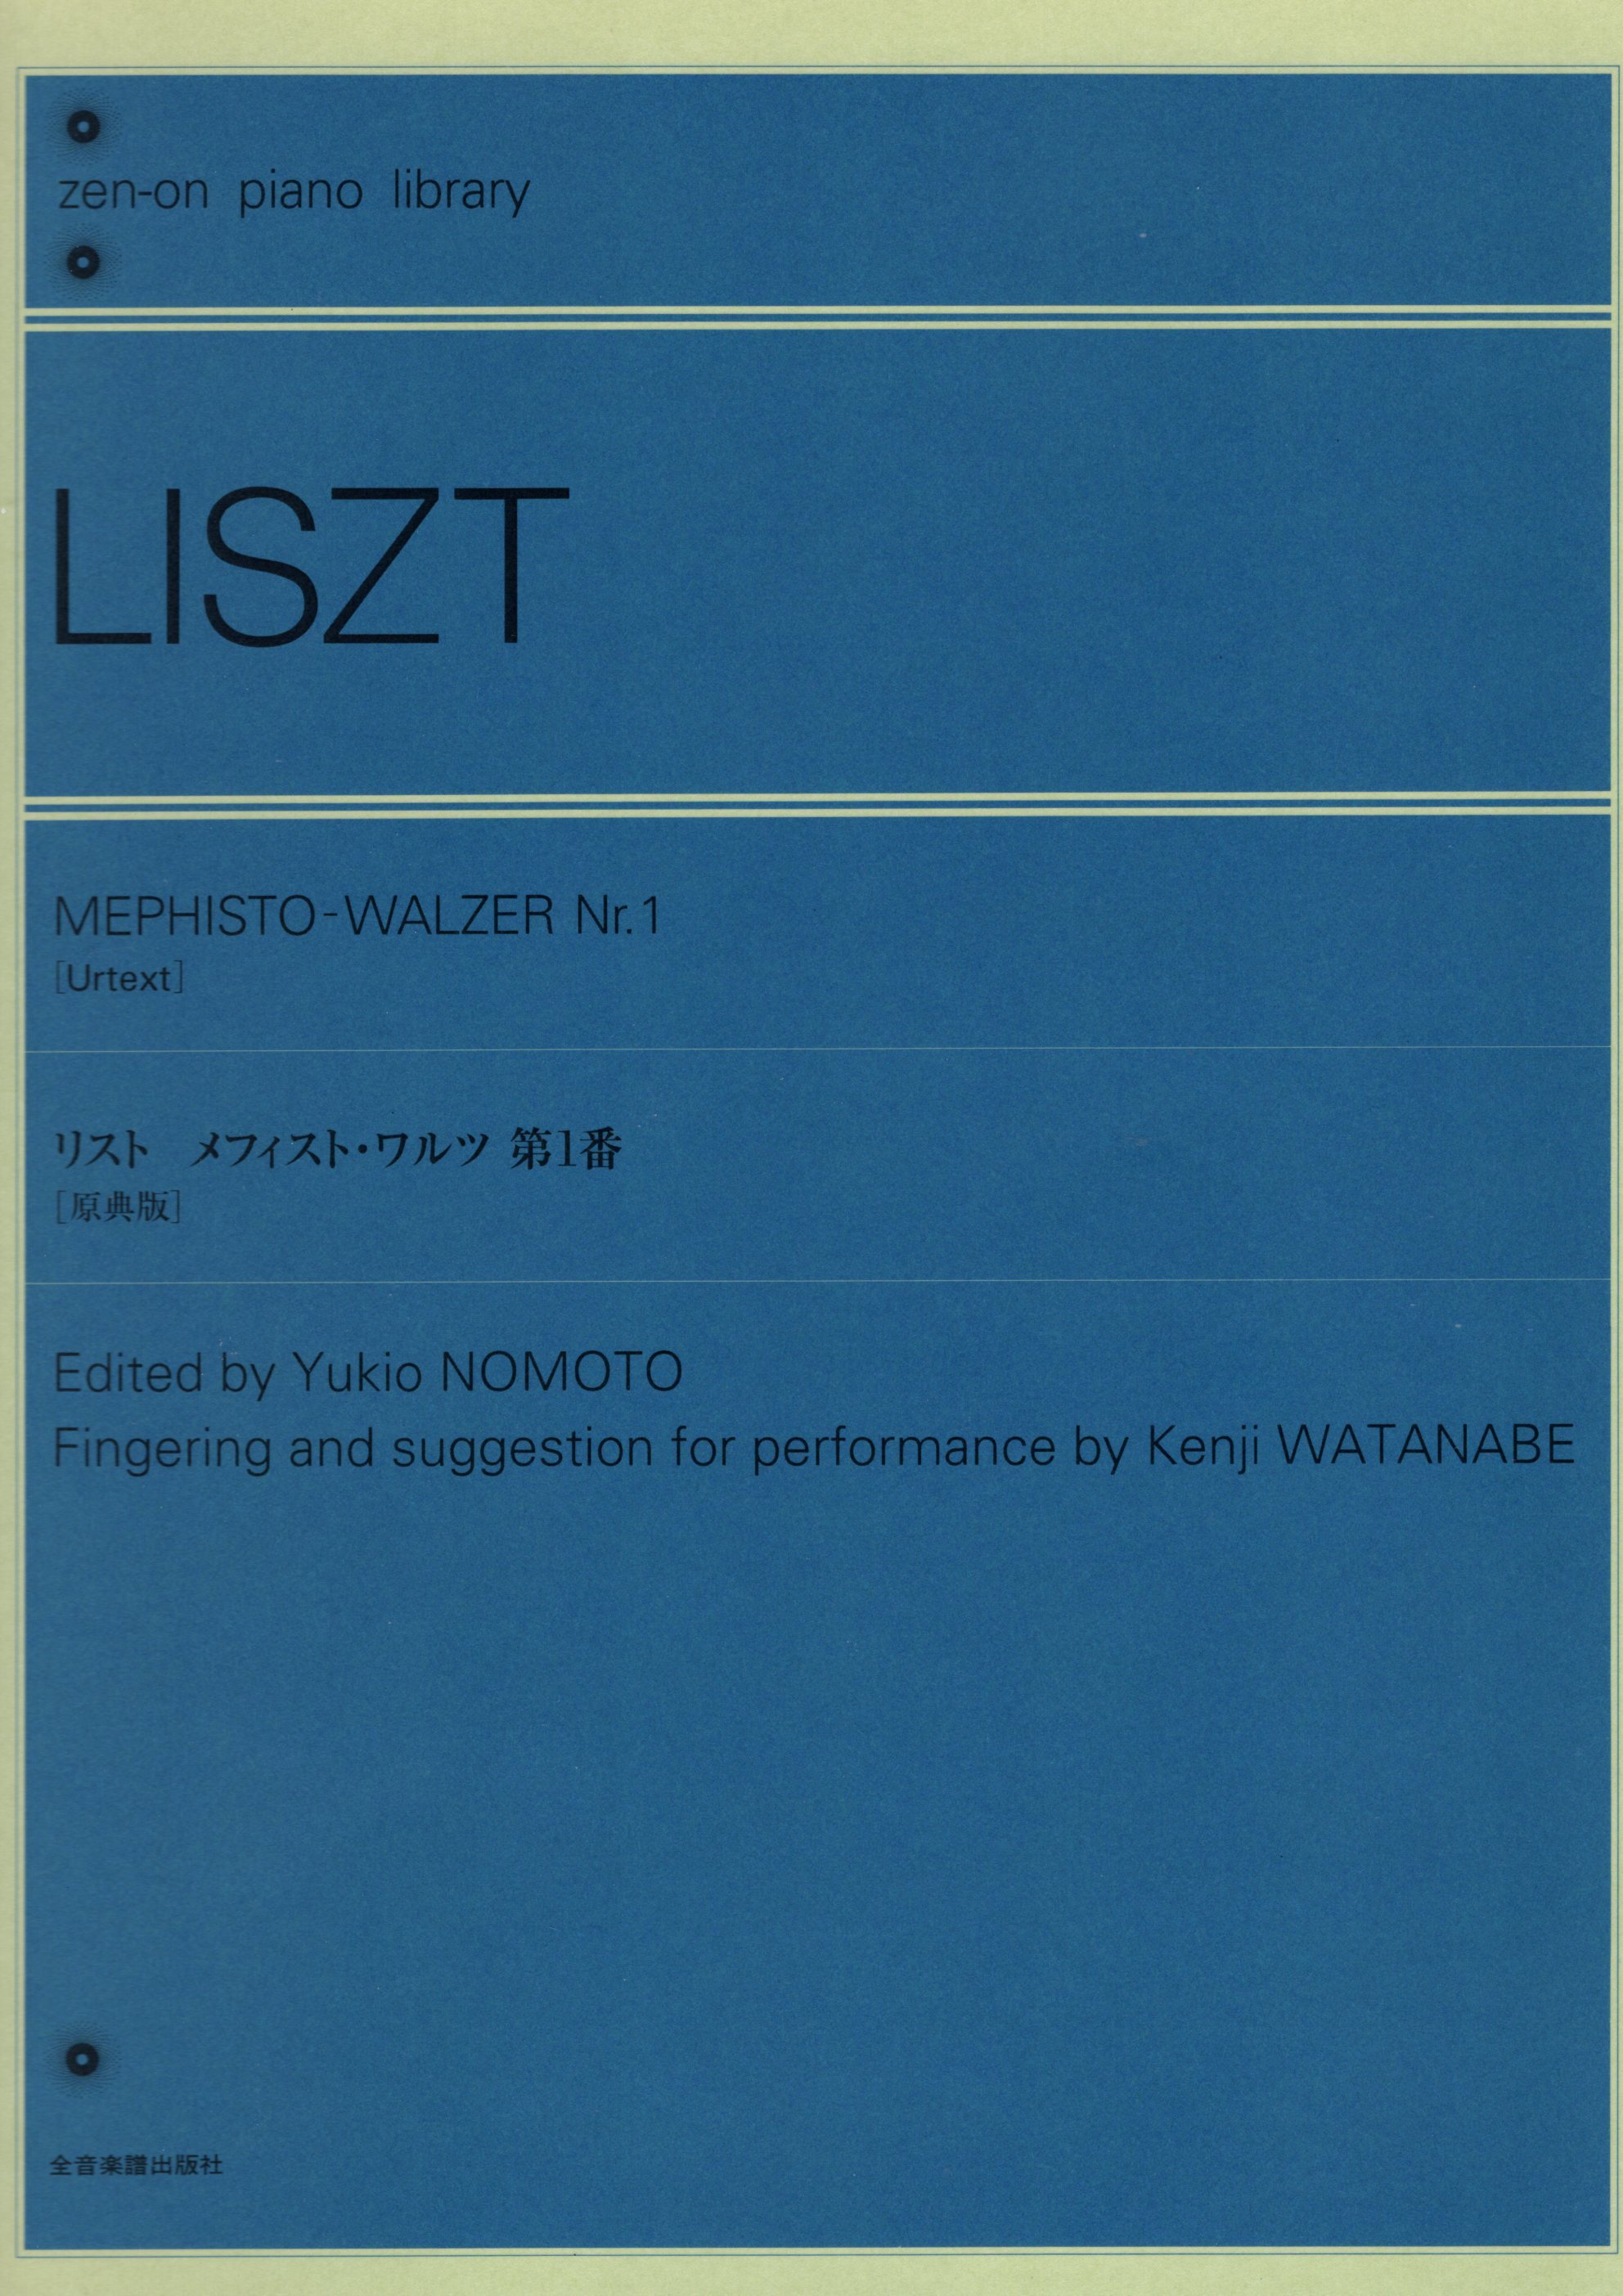 zen-on piano library
LISZT
MEPHISTO-WALZER Nr.1
[Urtext]
リスト　メフィスト・ワルツ 第1番
[原典版]
Edited by Yukio NOMOTO
Fingering and suggestion for performance by Kenji WATANABE
全音楽譜出版社